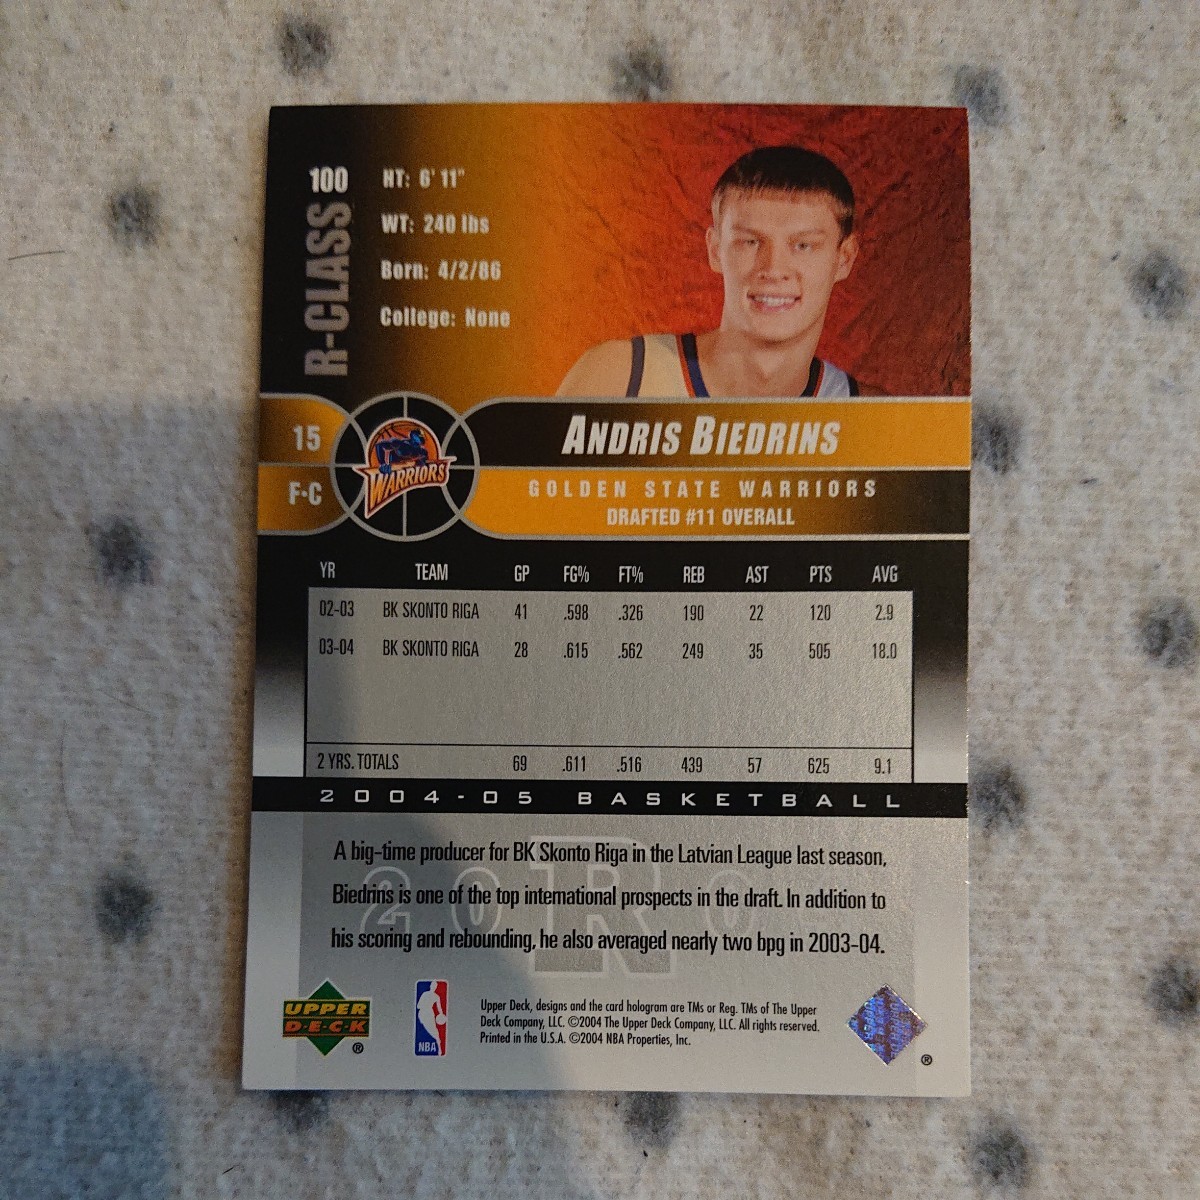 R-CLASS 100
HT: 6' 11"
WT: 240 lbs
Born: 4/2/86
College: None
15
F-C
WARRIORS
ANDRIS BIEDRINS
GOLDEN STATE WARRIORS
DRAFTED #11 OVERALL
YR TEAM GP FG% FT% REB AST PTS AVG
02-03 BK SKONTO RIGA 41 .598 .326 190 22 120 2.9
03-04 BK SKONTO RIGA 28 .615 .562 249 35 505 18.0
2 YRS. TOTALS 69 .611 .516 439 57 625 9.1
2004-05 BASKETBALL
A big-time producer for BK Skonto Riga in the Latvian League last season,
Biedrins is one of the top international prospects in the draft. In addition to
his scoring and rebounding, he also averaged nearly two bpg in 2003-04.
UPPER
D•E•C•K
®
NBA
Upper Deck, designs and the card hologram are TMs or Reg. TMs of The Upper
Deck Company, LLC. ©2004 The Upper Deck Company, LLC. All rights reserved.
Printed in the U.S.A. ©2004 NBA Properties, Inc.
®